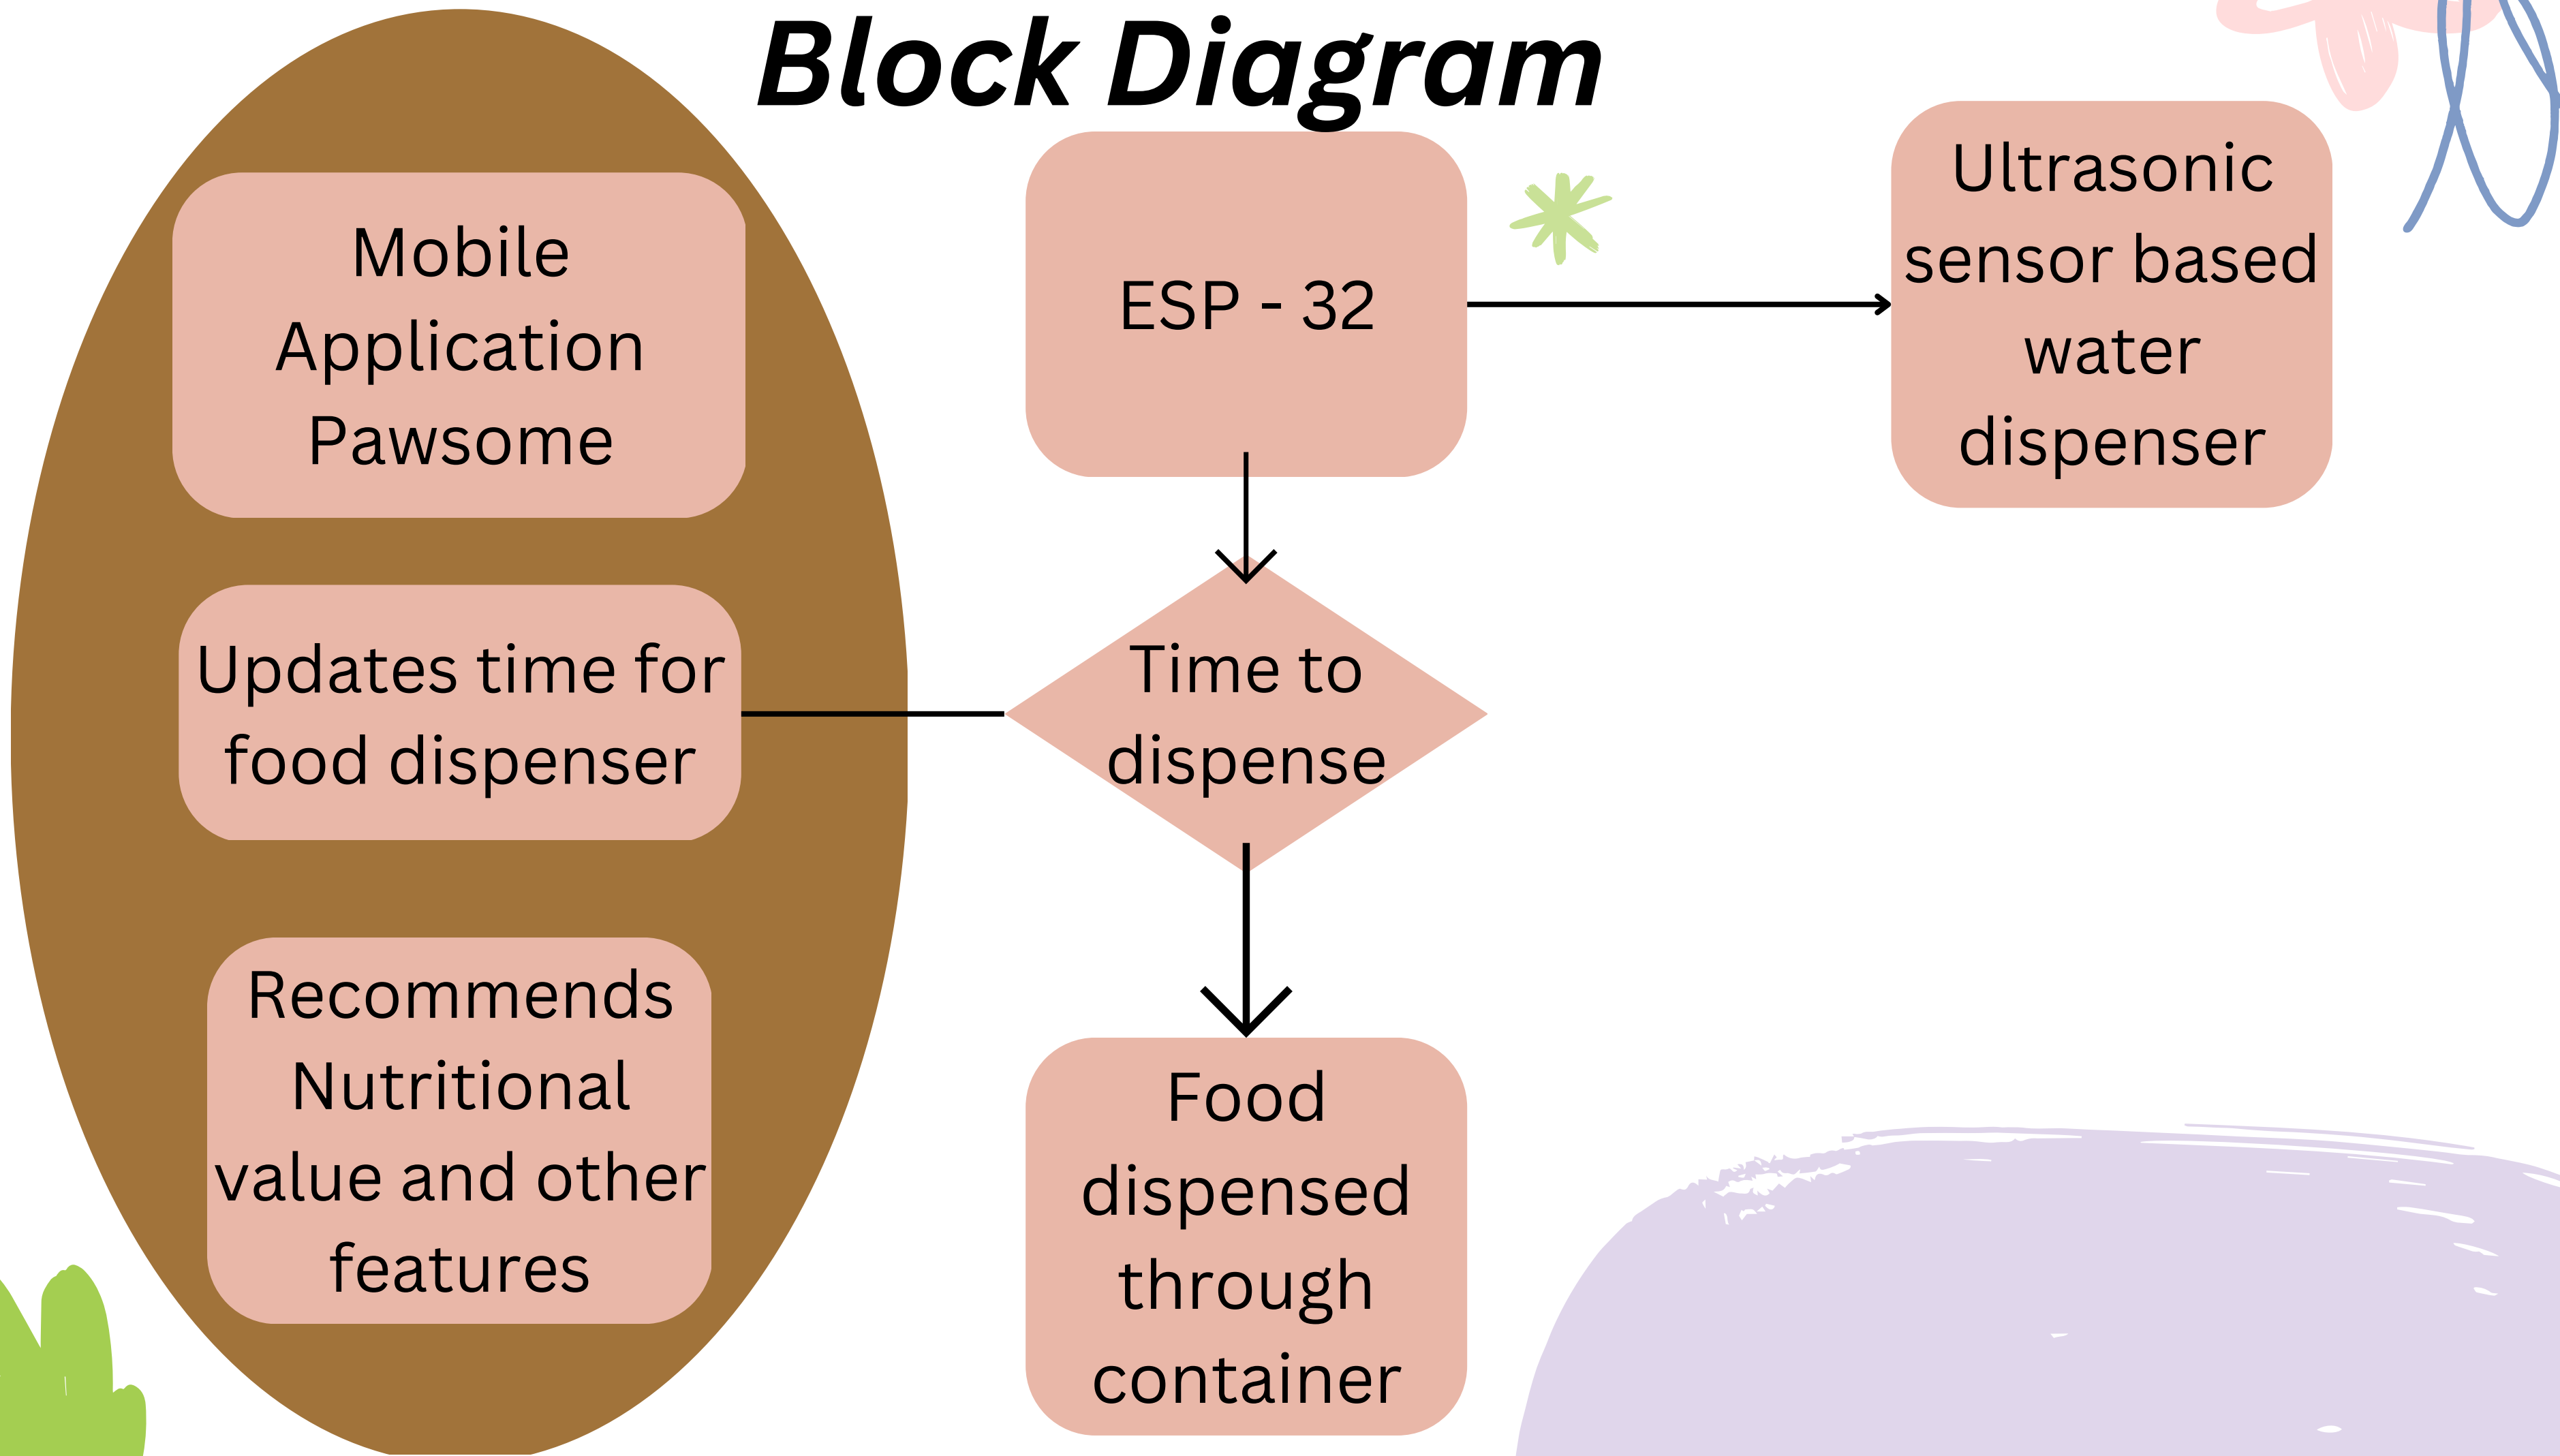 Block Diagram
Mobile
Application
Pawsome
Updates time for
food dispenser
Recommends
Nutritional
value and other
features
ESP - 32
Time to
dispense
Food
dispensed
through
container
Ultrasonic
sensor based
water
dispenser